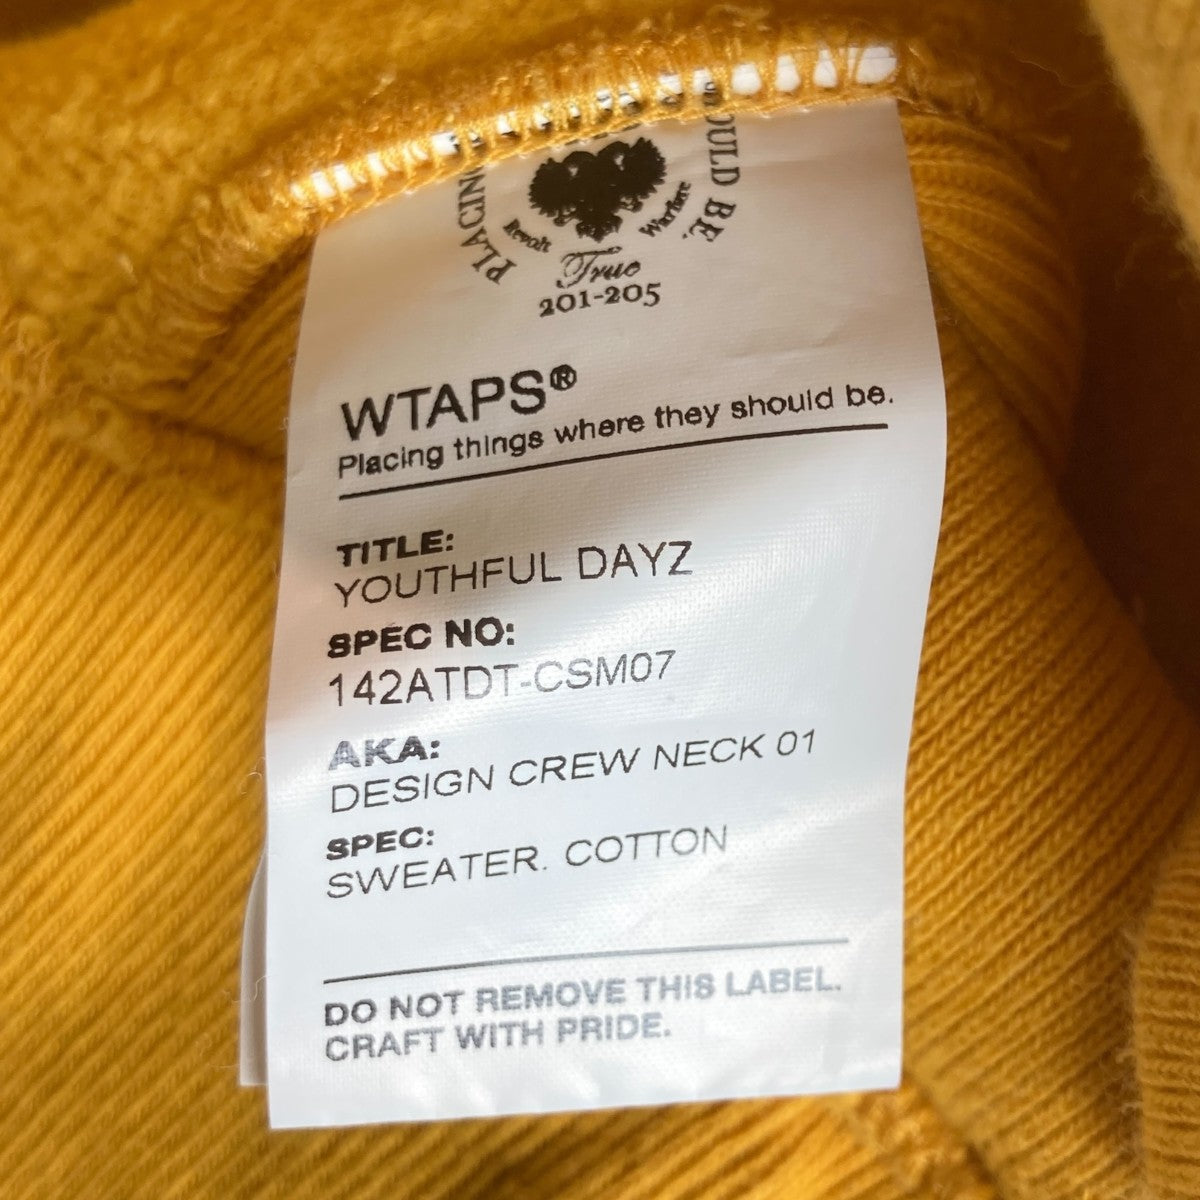 PLACING
OULD BE.
Revolt
Warfare
True
201-205
WTAPS®
Placing things where they should be.
TITLE:
YOUTHFUL DAYZ
SPEC NO:
142ATDT-CSM07
AKA:
DESIGN CREW NECK 01
SPEC:
SWEATER. COTTON
DO NOT REMOVE THIS LABEL.
CRAFT WITH PRIDE.